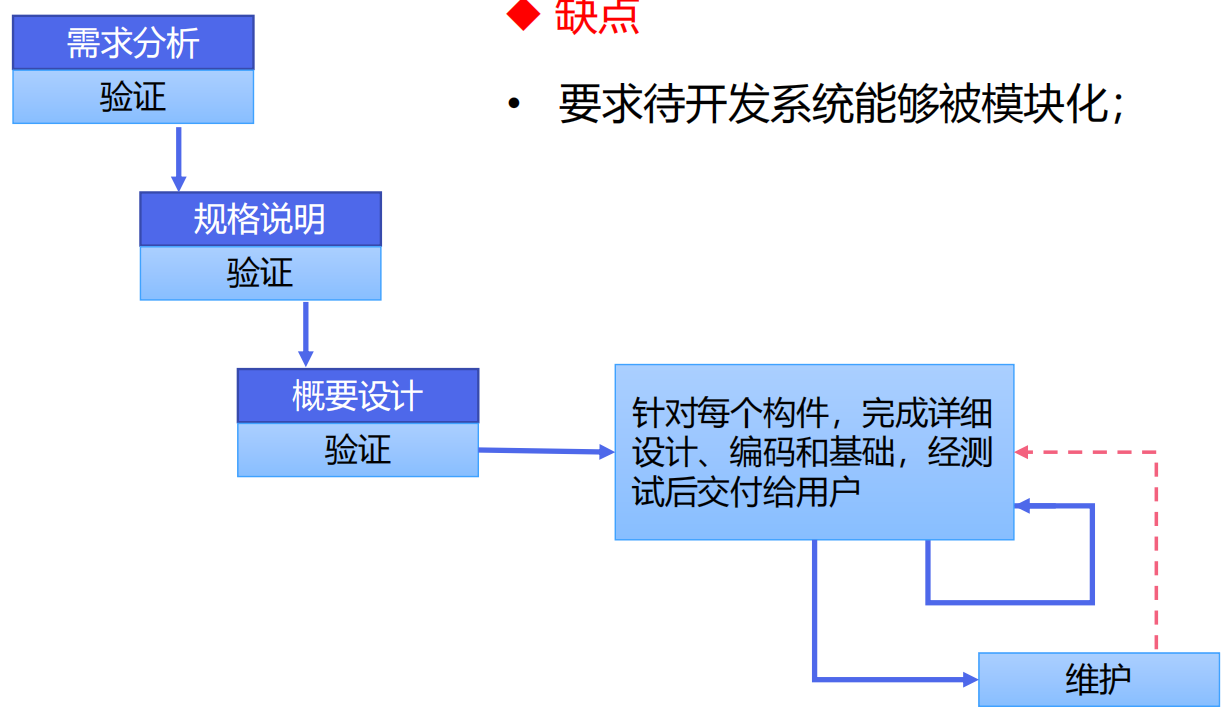 ◆ 缺点
• 要求待开发系统能够被模块化；
需求分析
验证
规格说明
验证
概要设计
验证
针对每个构件，完成详细
设计、编码和基础，经测
试后交付给用户
维护